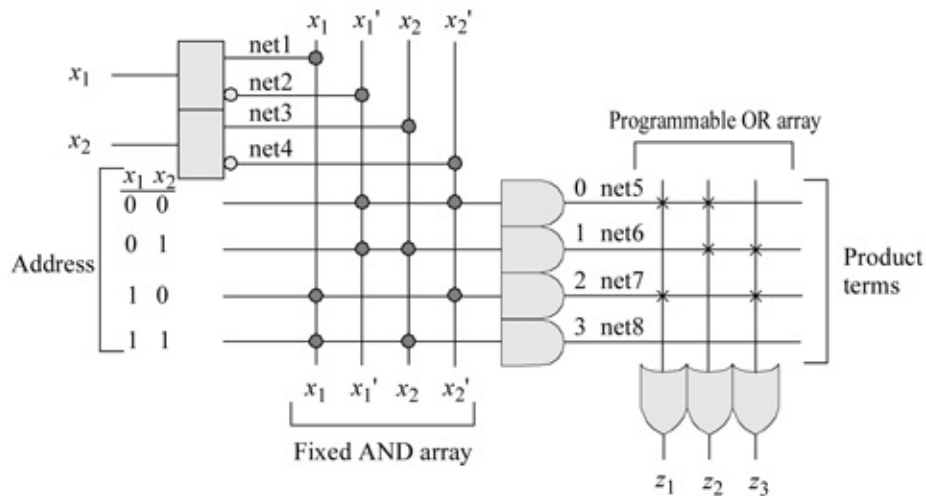 x₁ x₁' x₂ x₂'
net1
x₁
net2
net3
Programmable OR array
x₂
net4
x₁ x₂
0 0
0 net5
0 1
1 net6
Address
Product
terms
1 0
2 net7
1 1
3 net8
x₁ x₁' x₂ x₂'
Fixed AND array
z₁ z₂ z₃